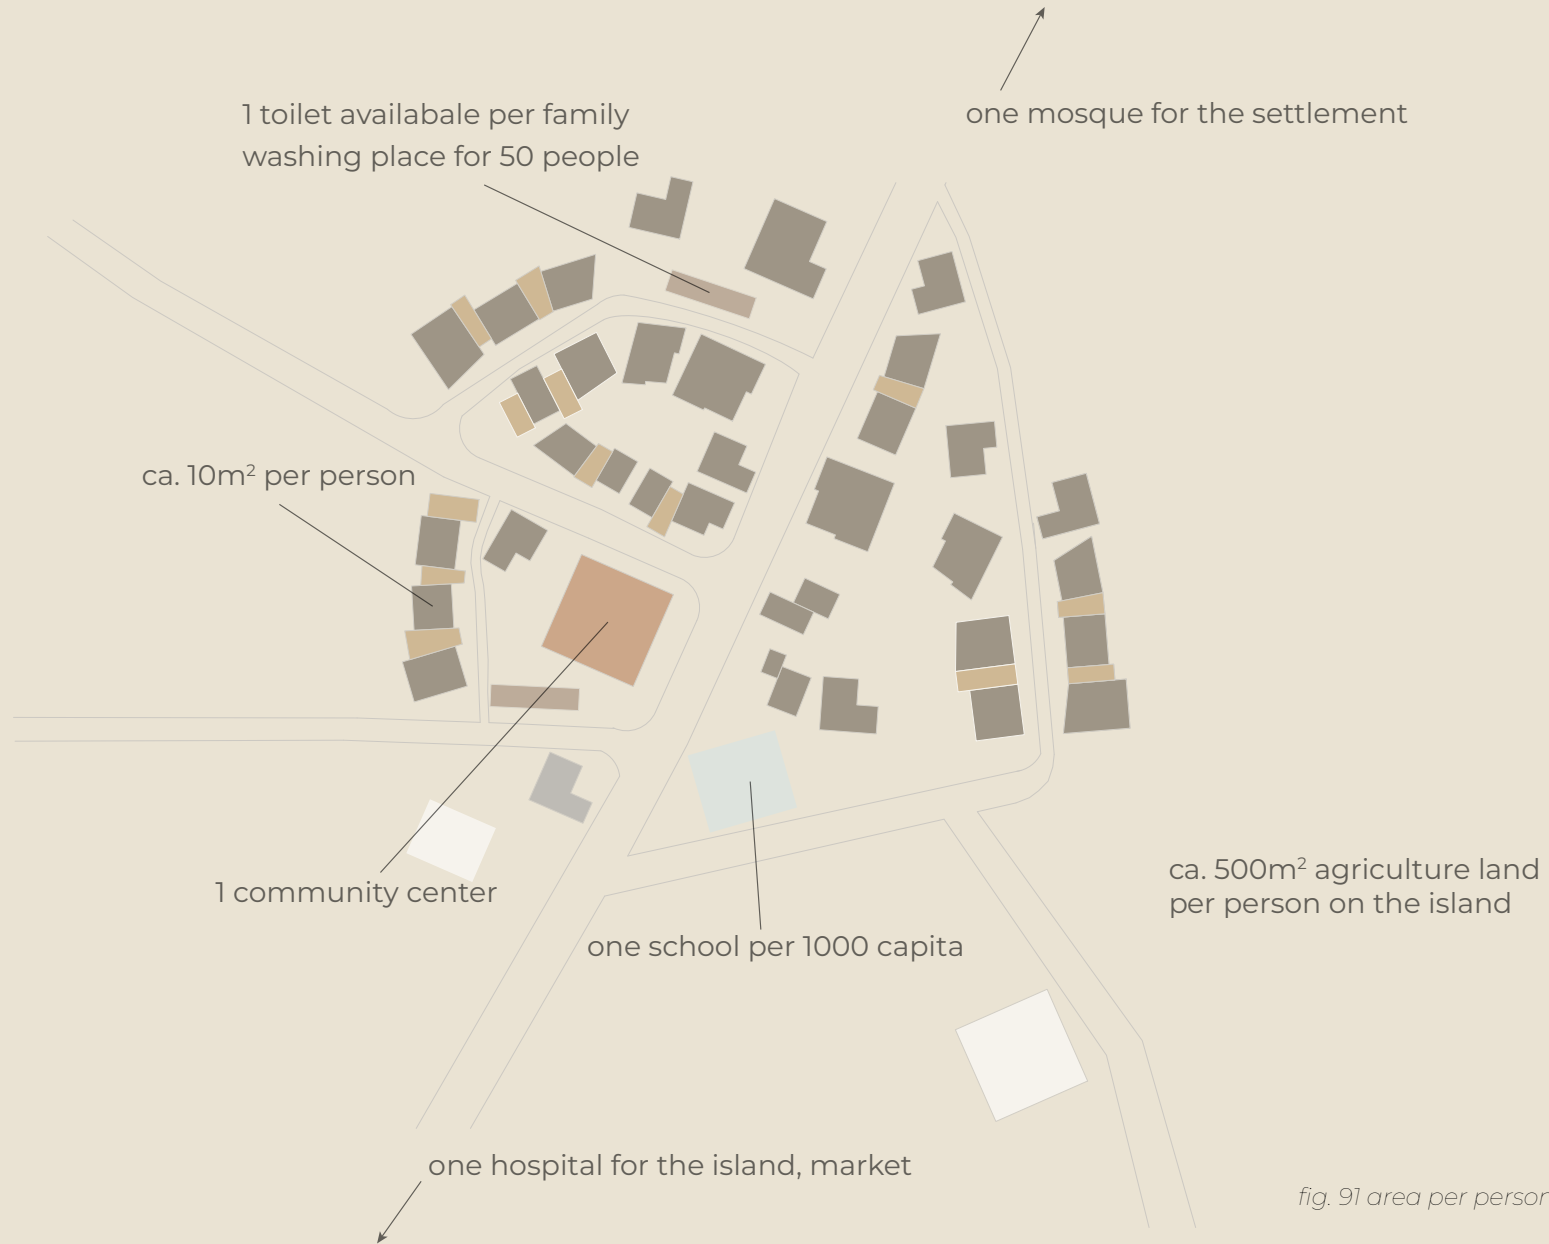 one mosque for the settlement
1 toilet availabale per family
washing place for 50 people
ca. 10m² per person
1 community center
ca. 500m² agriculture land
per person on the island
one school per 1000 capita
one hospital for the island, market
fig. 91 area per person